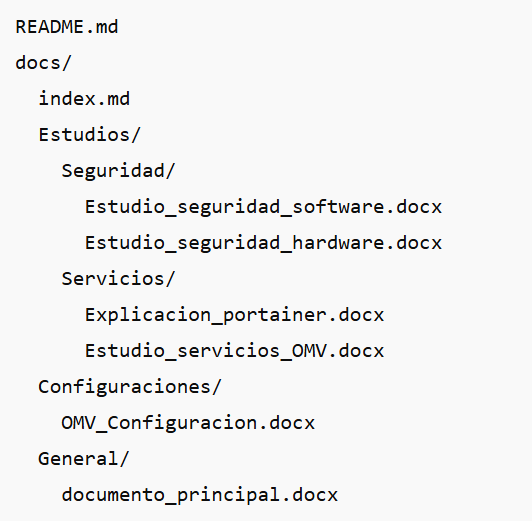 README.md
docs/
index.md
Estudios/
Seguridad/
Estudio_seguridad_software.docx
Estudio_seguridad_hardware.docx
Servicios/
Explicacion_portainer.docx
Estudio_servicios_OMV.docx
Configuraciones/
OMV_Configuracion.docx
General/
documento_principal.docx